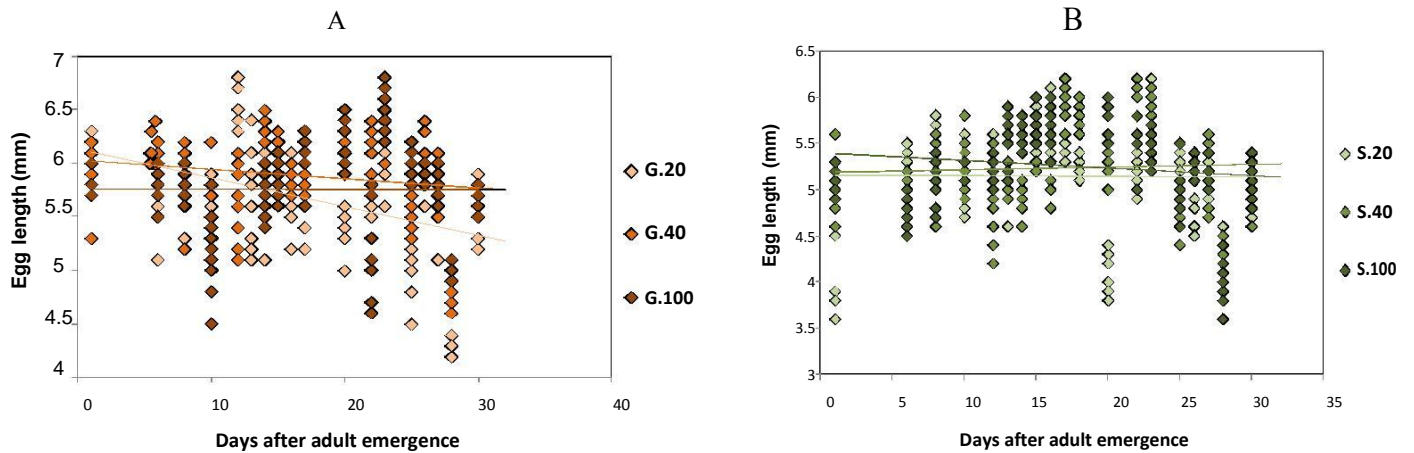 A
Egg length (mm)
7
6.5
6
5.5
5
4.5
4
0 10 20 30 40
Days after adult emergence
G.20
G.40
G.100
B
Egg length (mm)
6.5
6
5.5
5
4.5
4
3.5
3
0 5 10 15 20 25 30 35
Days after adult emergence
S.20
S.40
S.100